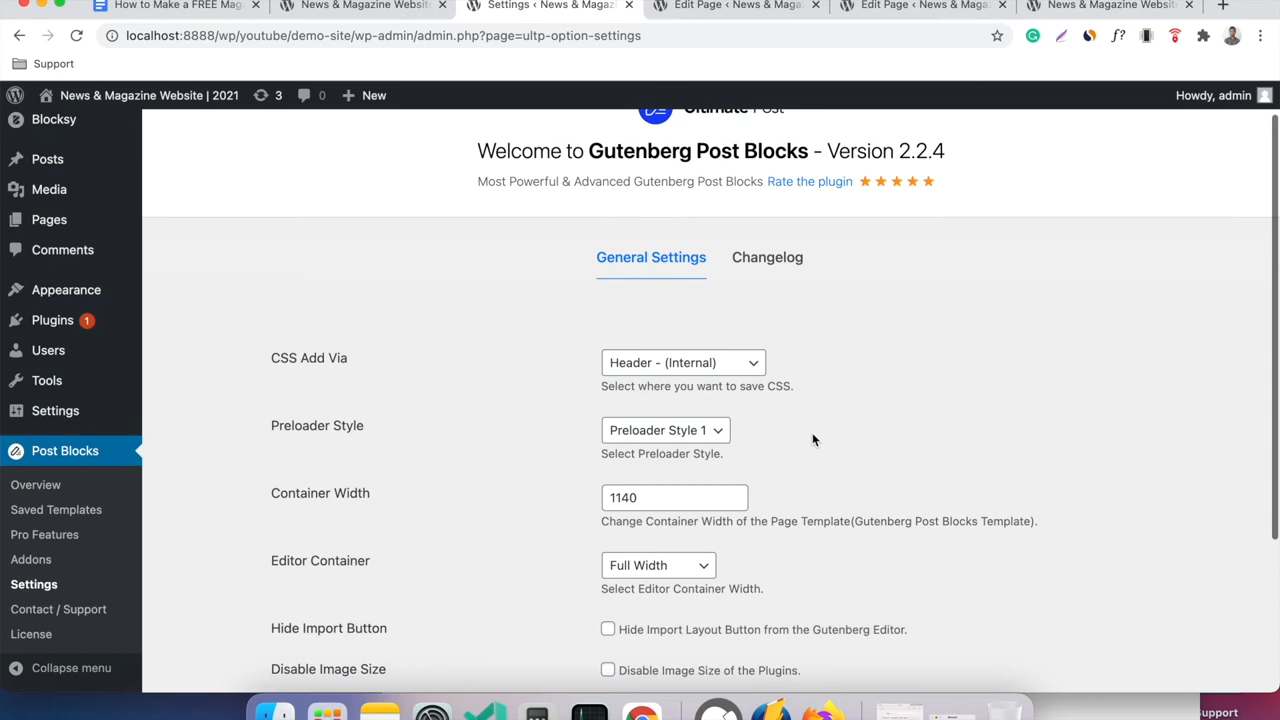 How to Make a FREE Mag
News & Magazine Website
Settings ‹ News & Magazi
Edit Page ‹ News & Magaz
Edit Page ‹ News & Magaz
News & Magazine Website
localhost:8888/wp/youtube/demo-site/wp-admin/admin.php?page=ultp-option-settings
Support
News & Magazine Website | 2021
3
0
New
Howdy, admin
Blocksy
Posts
Media
Pages
Comments
Appearance
Plugins 1
Users
Tools
Settings
Post Blocks
Overview
Saved Templates
Pro Features
Addons
Settings
Contact / Support
License
Collapse menu
Ultimate Post
Welcome to Gutenberg Post Blocks - Version 2.2.4
Most Powerful & Advanced Gutenberg Post Blocks Rate the plugin
General Settings
Changelog
CSS Add Via
Header - (Internal)
Select where you want to save CSS.
Preloader Style
Preloader Style 1
Select Preloader Style.
Container Width
1140
Change Container Width of the Page Template(Gutenberg Post Blocks Template).
Editor Container
Full Width
Select Editor Container Width.
Hide Import Button
Hide Import Layout Button from the Gutenberg Editor.
Disable Image Size
Disable Image Size of the Plugins.
Support